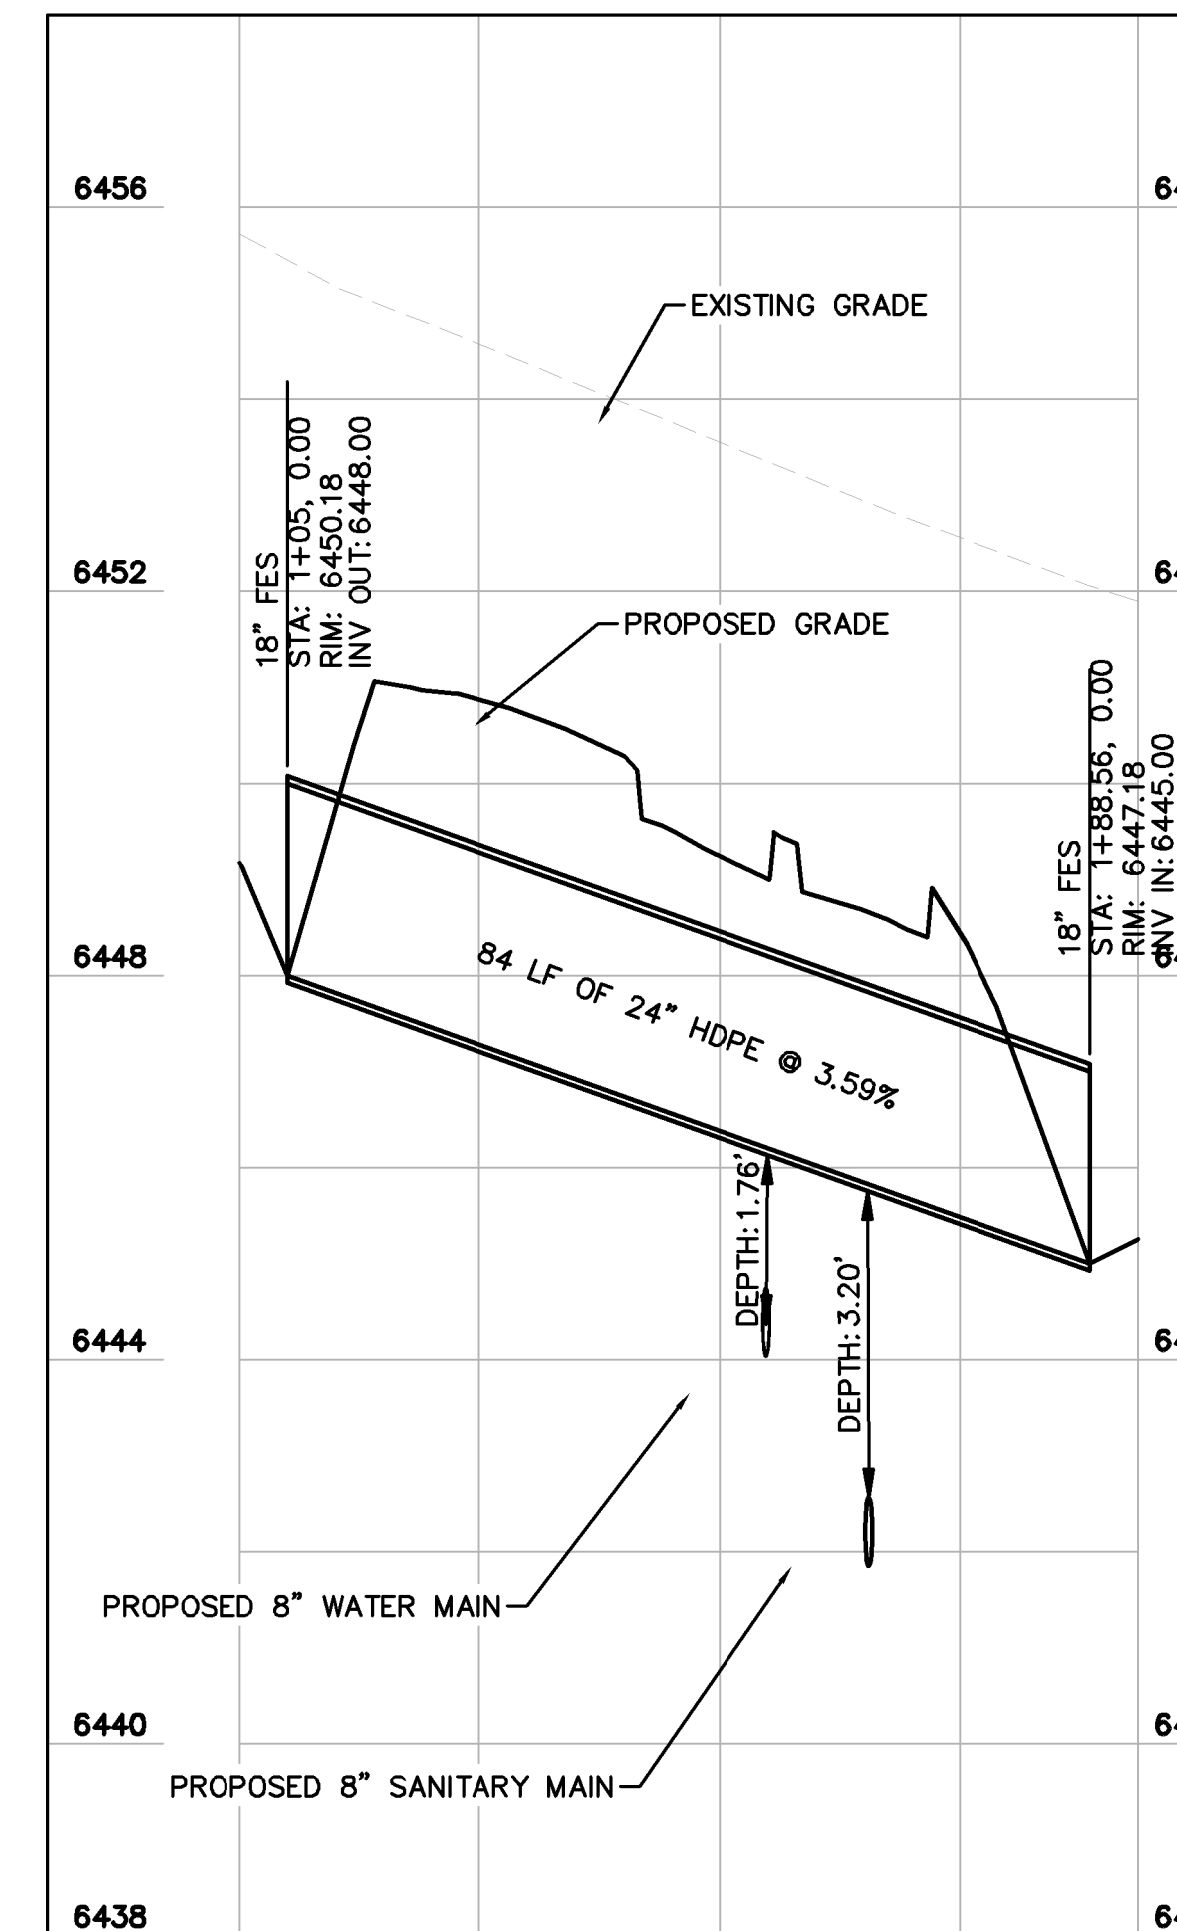 6456
EXISTING GRADE
18" FES
STA: 1+05, 0.00
RIM: 6450.18
INV OUT: 6448.00
6452
PROPOSED GRADE
18" FES
STA: 1+88.56, 0.00
RIM: 6447.18
INV IN: 6445.00
6448
84 LF OF 24" HDPE @ 3.59%
DEPTH: 1.76'
DEPTH: 3.20'
6444
PROPOSED 8" WATER MAIN
6440
PROPOSED 8" SANITARY MAIN
6438